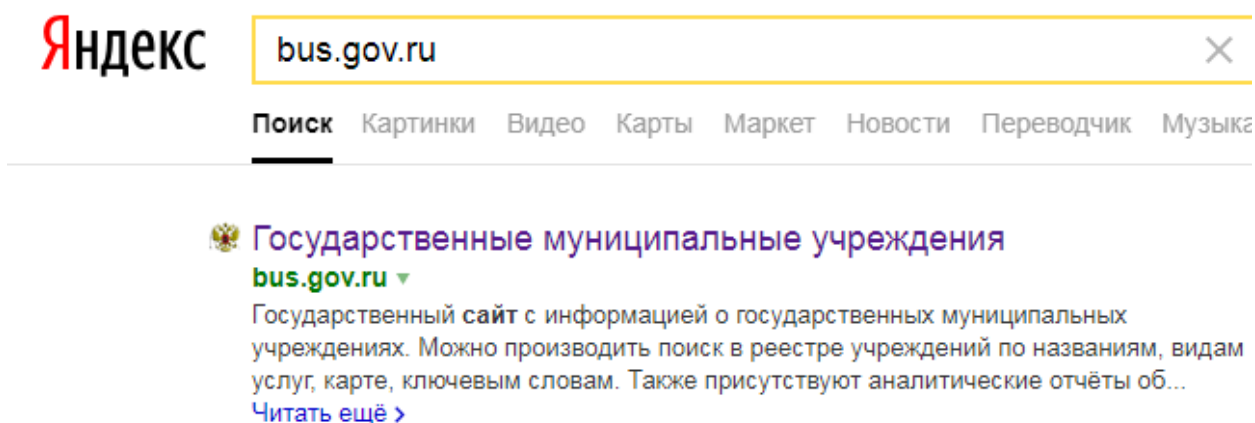 Яндекс
bus.gov.ru
Поиск Картинки Видео Карты Маркет Новости Переводчик Музыка
Государственные муниципальные учреждения
bus.gov.ru
Государственный сайт с информацией о государственных муниципальных
учреждениях. Можно производить поиск в реестре учреждений по названиям, видам
услуг, карте, ключевым словам. Также присутствуют аналитические отчёты об...
Читать ещё >